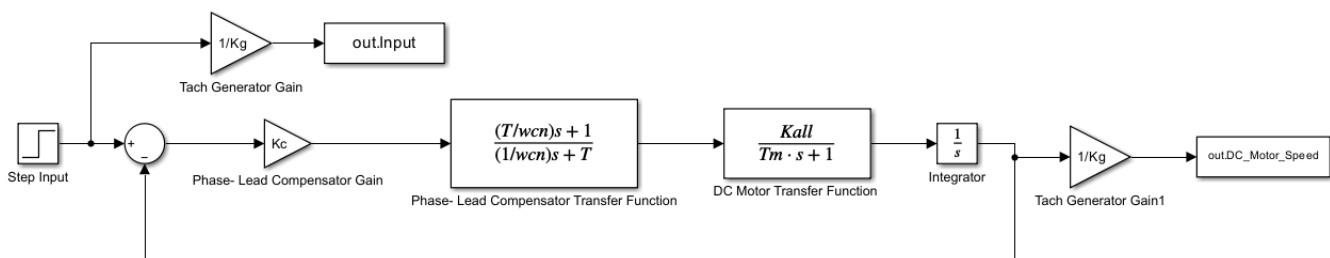 1/Kg
out.Input
Tach Generator Gain
Step Input
+
−
Kc
Phase- Lead Compensator Gain
(T/wcn)s + 1
(1/wcn)s + T
Phase- Lead Compensator Transfer Function
Kall
Tm · s + 1
DC Motor Transfer Function
1
s
Integrator
1/Kg
Tach Generator Gain1
out.DC_Motor_Speed